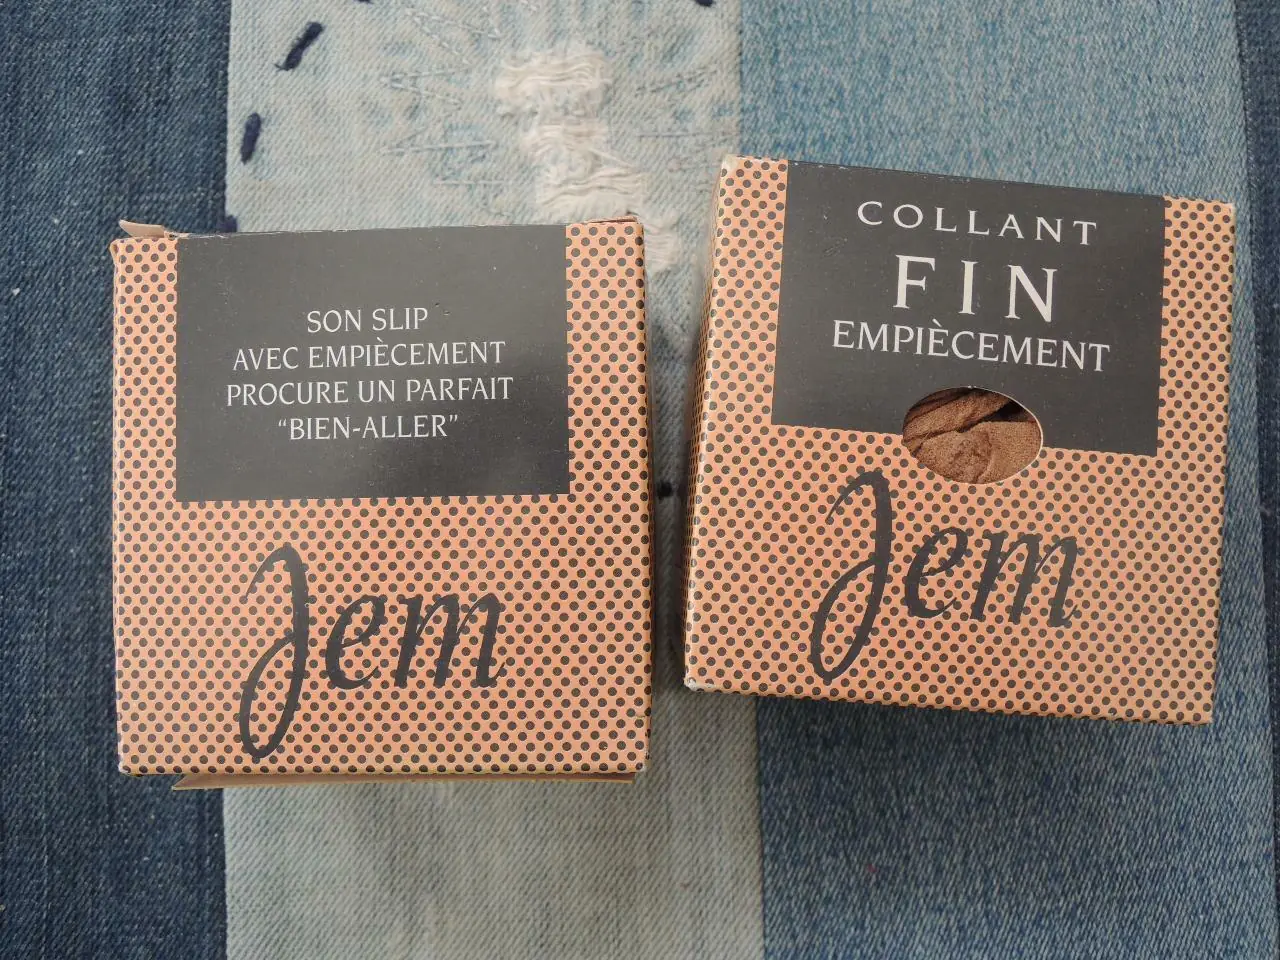 SON SLIP
AVEC EMPIÈCEMENT
PROCURE UN PARFAIT
“BIEN-ALLER”
Jem
COLLANT
FIN
EMPIÈCEMENT
Jem